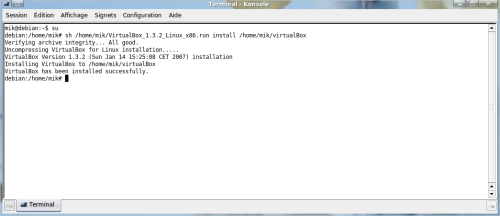 Terminal - Konsole
Session Edition Affichage Signets Configuration Aide
mik@debian:~$ su
debian:/home/mik# sh /home/mik/VirtualBox_1.3.2_Linux_x86.run install /home/mik/virtualBox
Verifying archive integrity... All good.
Uncompressing VirtualBox for Linux installation.....
VirtualBox Version 1.3.2 (Sun Jan 14 15:25:08 CET 2007) installation
Installing VirtualBox to /home/mik/virtualBox
VirtualBox has been installed successfully.
debian:/home/mik#
Terminal